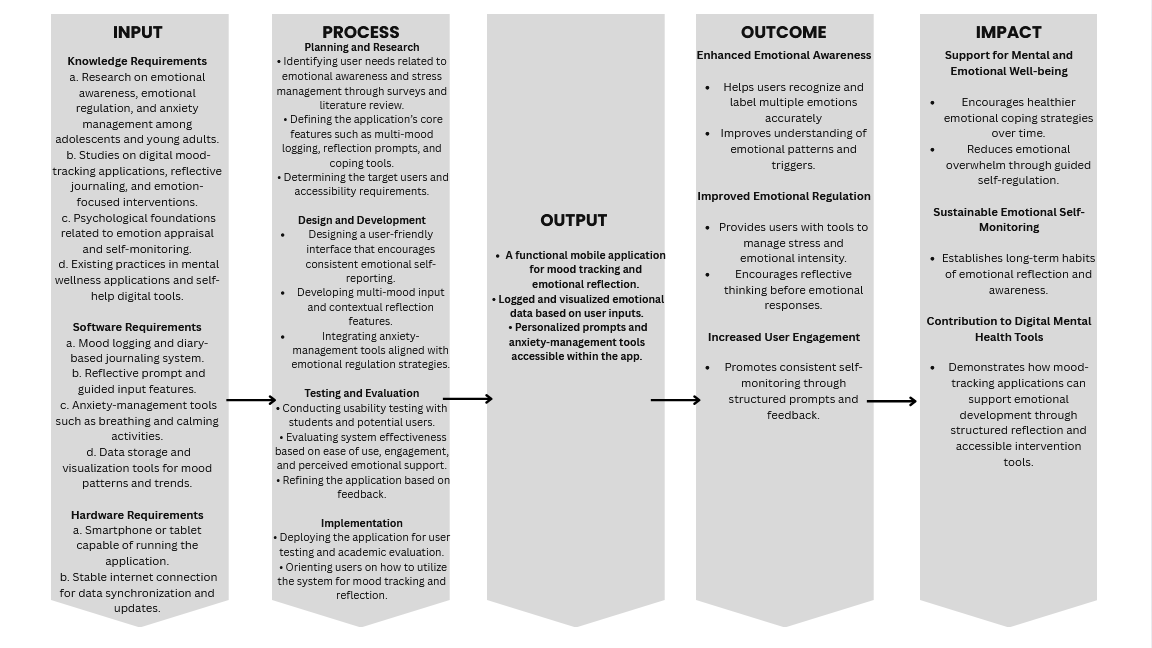 INPUT
Knowledge Requirements
a. Research on emotional
awareness, emotional
regulation, and anxiety
management among
adolescents and young adults.
b. Studies on digital mood-
tracking applications, reflective
journaling, and emotion-
focused interventions.
c. Psychological foundations
related to emotion appraisal
and self-monitoring.
d. Existing practices in mental
wellness applications and self-
help digital tools.
Software Requirements
a. Mood logging and diary-
based journaling system.
b. Reflective prompt and
guided input features.
c. Anxiety-management tools
such as breathing and calming
activities.
d. Data storage and
visualization tools for mood
patterns and trends.
Hardware Requirements
a. Smartphone or tablet
capable of running the
application.
b. Stable internet connection
for data synchronization and
updates.
PROCESS
Planning and Research
• Identifying user needs related to
emotional awareness and stress
management through surveys and
literature review.
• Defining the application’s core
features such as multi-mood
logging, reflection prompts, and
coping tools.
• Determining the target users and
accessibility requirements.
Design and Development
• Designing a user-friendly
interface that encourages
consistent emotional self-
reporting.
• Developing multi-mood input
and contextual reflection
features.
• Integrating anxiety-
management tools aligned with
emotional regulation strategies.
Testing and Evaluation
• Conducting usability testing with
students and potential users.
• Evaluating system effectiveness
based on ease of use, engagement,
and perceived emotional support.
• Refining the application based on
feedback.
Implementation
• Deploying the application for user
testing and academic evaluation.
• Orienting users on how to utilize
the system for mood tracking and
reflection.
OUTPUT
• A functional mobile application
for mood tracking and
emotional reflection.
• Logged and visualized emotional
data based on user inputs.
• Personalized prompts and
anxiety-management tools
accessible within the app.
OUTCOME
Enhanced Emotional Awareness
• Helps users recognize and
label multiple emotions
accurately
• Improves understanding of
emotional patterns and
triggers.
Improved Emotional Regulation
• Provides users with tools to
manage stress and
emotional intensity.
• Encourages reflective
thinking before emotional
responses.
Increased User Engagement
• Promotes consistent self-
monitoring through
structured prompts and
feedback.
IMPACT
Support for Mental and
Emotional Well-being
• Encourages healthier
emotional coping strategies
over time.
• Reduces emotional
overwhelm through guided
self-regulation.
Sustainable Emotional Self-
Monitoring
• Establishes long-term habits
of emotional reflection and
awareness.
Contribution to Digital Mental
Health Tools
• Demonstrates how mood-
tracking applications can
support emotional
development through
structured reflection and
accessible intervention
tools.